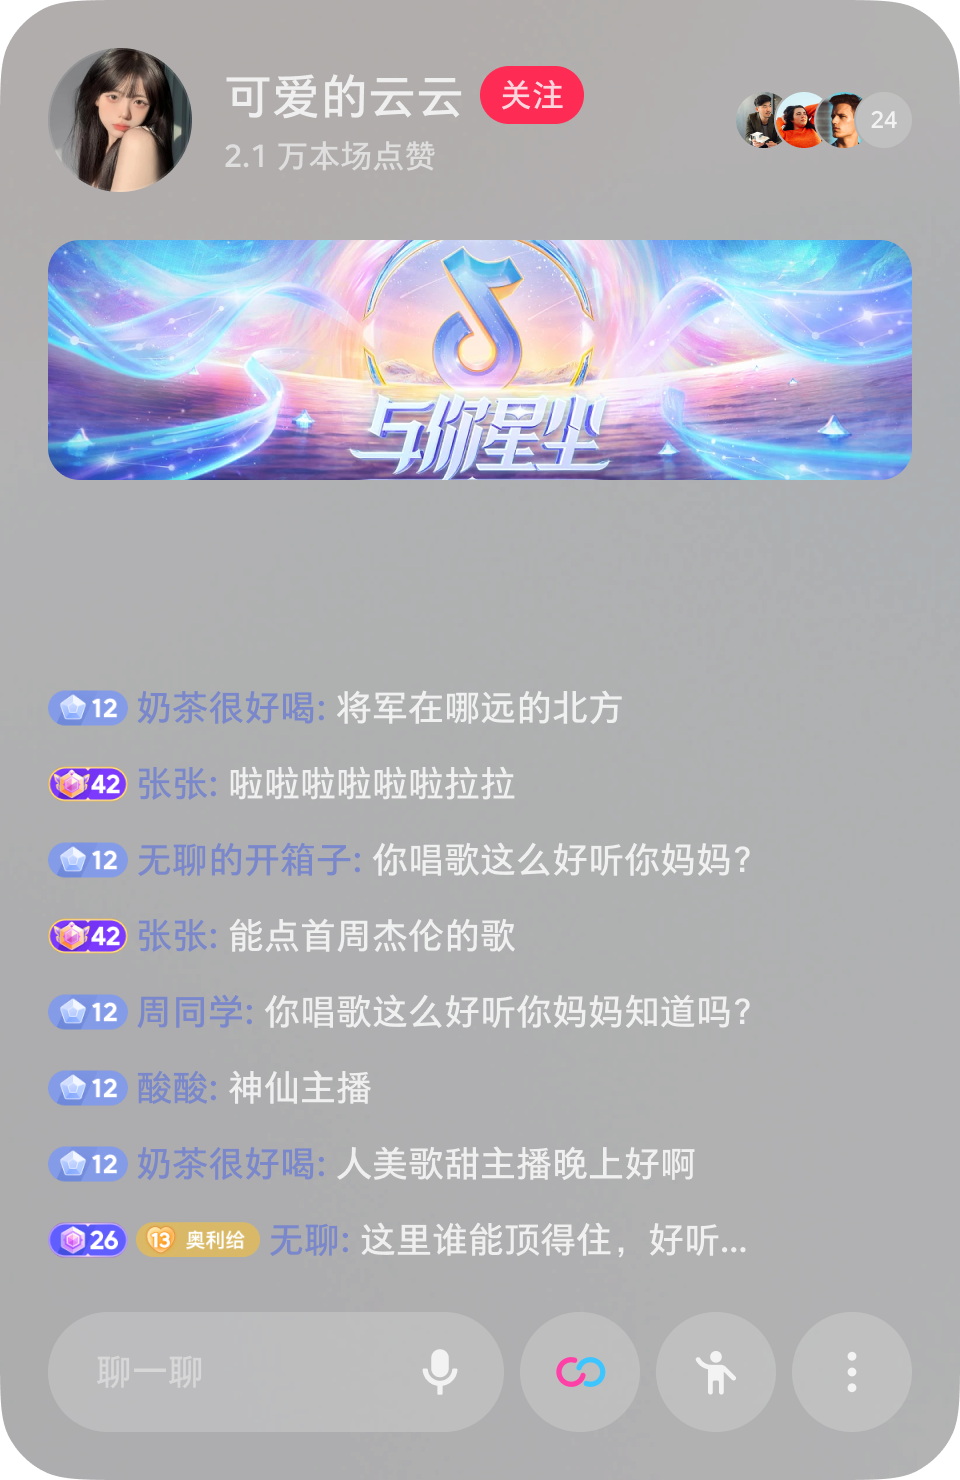 可爱的云云 关注
24
2.1 万本场点赞
与你星尘
12 奶茶很好喝: 将军在哪远的北方
42 张张: 啦啦啦啦啦啦拉拉
12 无聊的开箱子: 你唱歌这么好听你妈妈?
42 张张: 能点首周杰伦的歌
12 周同学: 你唱歌这么好听你妈妈知道吗?
12 酸酸: 神仙主播
12 奶茶很好喝: 人美歌甜主播晚上好啊
26 13 奥利给 无聊: 这里谁能顶得住，好听...
聊一聊